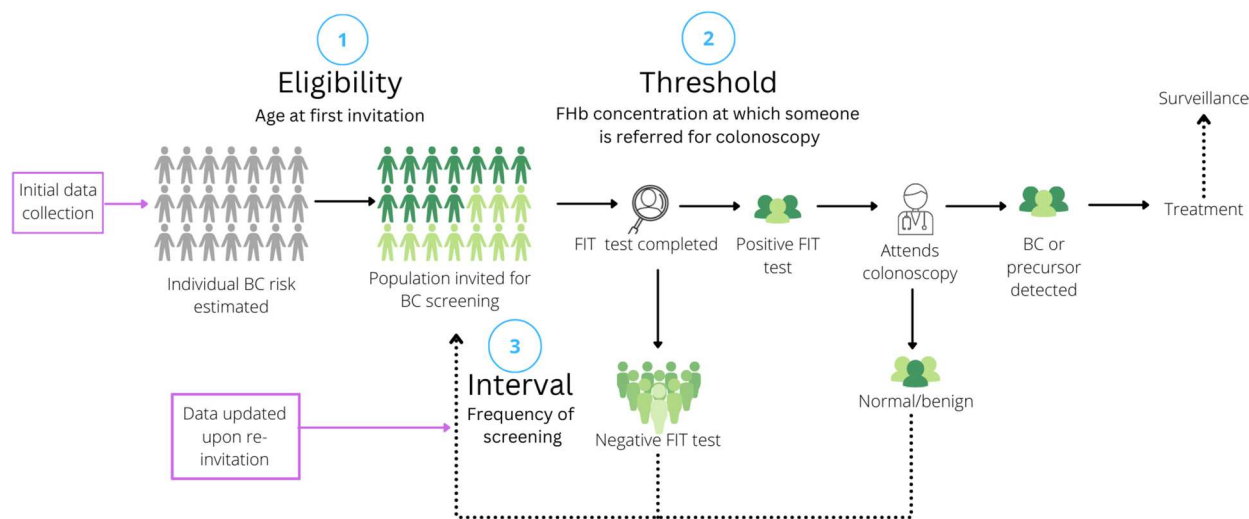 1
Eligibility
Age at first invitation
2
Threshold
FHb concentration at which someone
is referred for colonoscopy
Surveillance
Initial data
collection
Individual BC risk
estimated
Population invited for
BC screening
FIT test completed
Positive FIT
test
Attends
colonoscopy
BC or
precursor
detected
Treatment
3
Interval
Frequency of
screening
Data updated
upon re-
invitation
Negative FIT test
Normal/benign